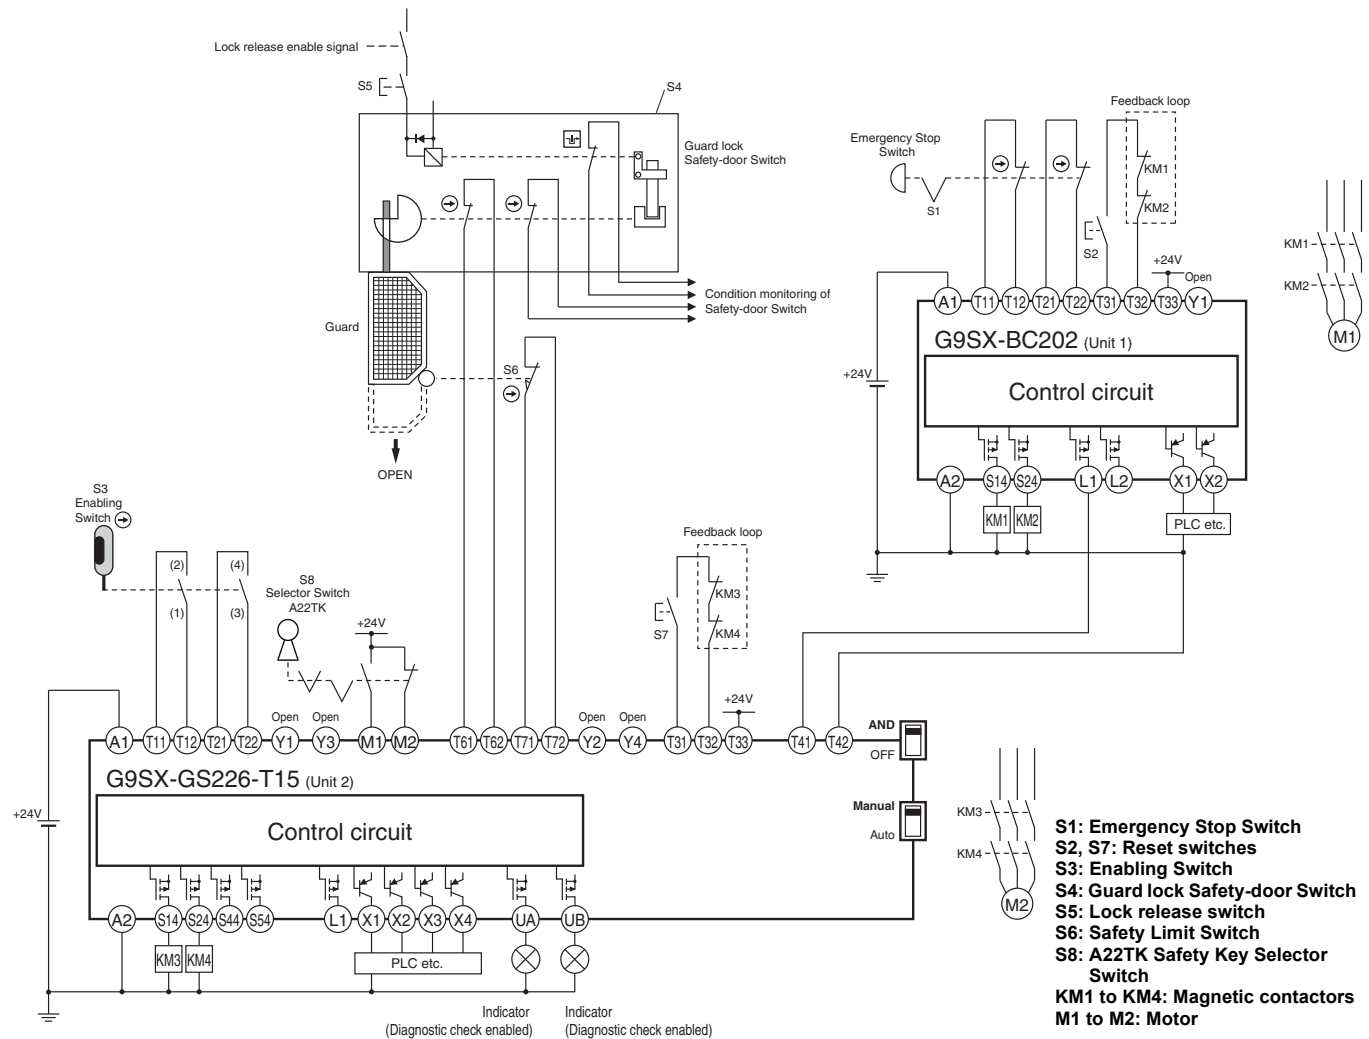 Lock release enable signal
S5
S4
Guard lock
Safety-door Switch
Guard
OPEN
Condition monitoring of
Safety-door Switch
S6
Emergency Stop
Switch
S1
S2
Feedback loop
KM1
KM2
+24V
Open
A1
T11
T12
T21
T22
T31
T32
T33
Y1
G9SX-BC202 (Unit 1)
Control circuit
+24V
A2
S14
S24
L1
L2
X1
X2
KM1
KM2
PLC etc.
KM1
KM2
M1
S3
Enabling
Switch
(2)
(1)
(4)
(3)
S8
Selector Switch
A22TK
+24V
Feedback loop
KM3
KM4
S7
+24V
Open
Open
Open
Open
A1
T11
T12
T21
T22
Y1
Y3
M1
M2
T61
T62
T71
T72
Y2
Y4
T31
T32
T33
T41
T42
AND
OFF
G9SX-GS226-T15 (Unit 2)
Control circuit
Manual
Auto
+24V
A2
S14
S24
S44
S54
L1
X1
X2
X3
X4
UA
UB
KM3
KM4
PLC etc.
Indicator
(Diagnostic check enabled)
Indicator
(Diagnostic check enabled)
KM3
KM4
M2
S1: Emergency Stop Switch
S2, S7: Reset switches
S3: Enabling Switch
S4: Guard lock Safety-door Switch
S5: Lock release switch
S6: Safety Limit Switch
S8: A22TK Safety Key Selector
Switch
KM1 to KM4: Magnetic contactors
M1 to M2: Motor